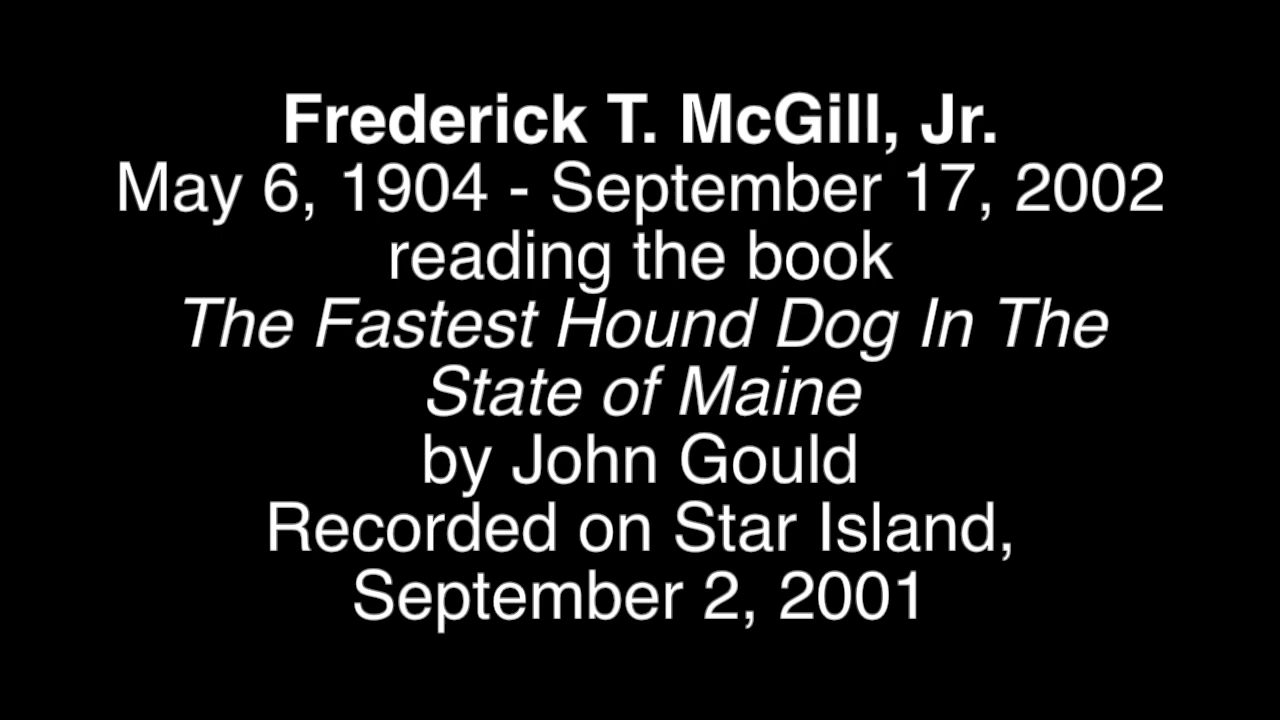 Frederick T. McGill, Jr.
May 6, 1904 - September 17, 2002
reading the book
The Fastest Hound Dog In The
State of Maine
by John Gould
Recorded on Star Island,
September 2, 2001